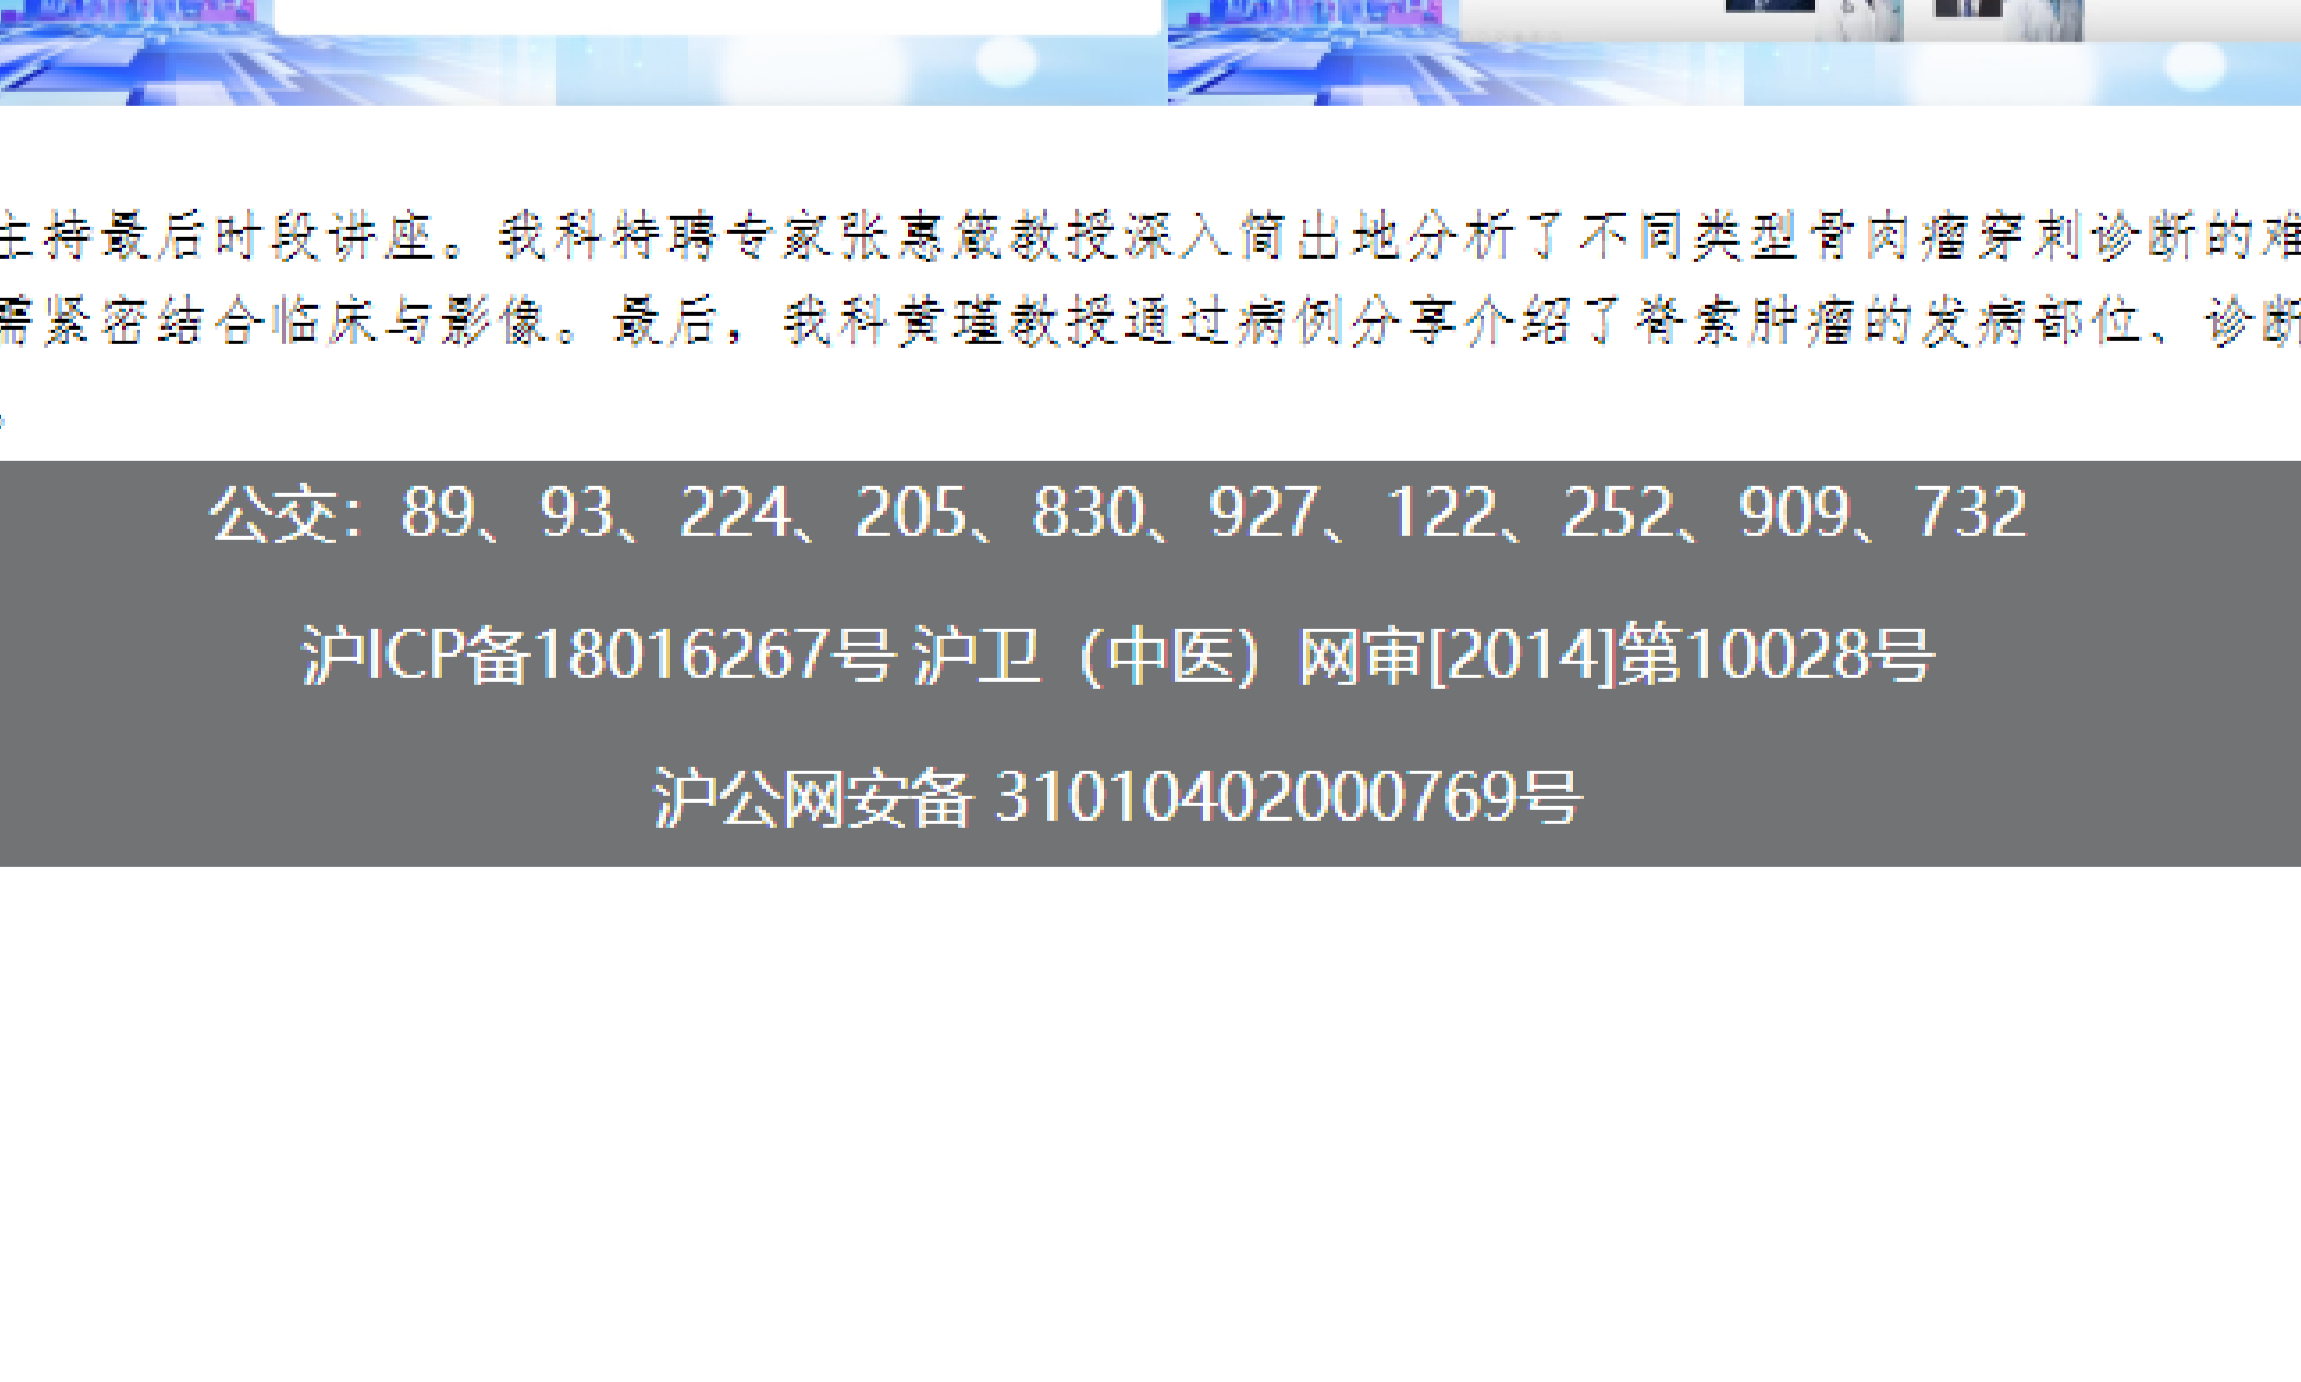 主持最后时段讲座。我科特聘专家张惠箴教授深入简出地分析了不同类型骨肉瘤穿刺诊断的难
需紧密结合临床与影像。最后，我科黄瑾教授通过病例分享介绍了脊索肿瘤的发病部位、诊断
。
公交：89、93、224、205、830、927、122、252、909、732
沪ICP备18016267号 沪卫（中医）网审[2014]第10028号
沪公网安备 31010402000769号